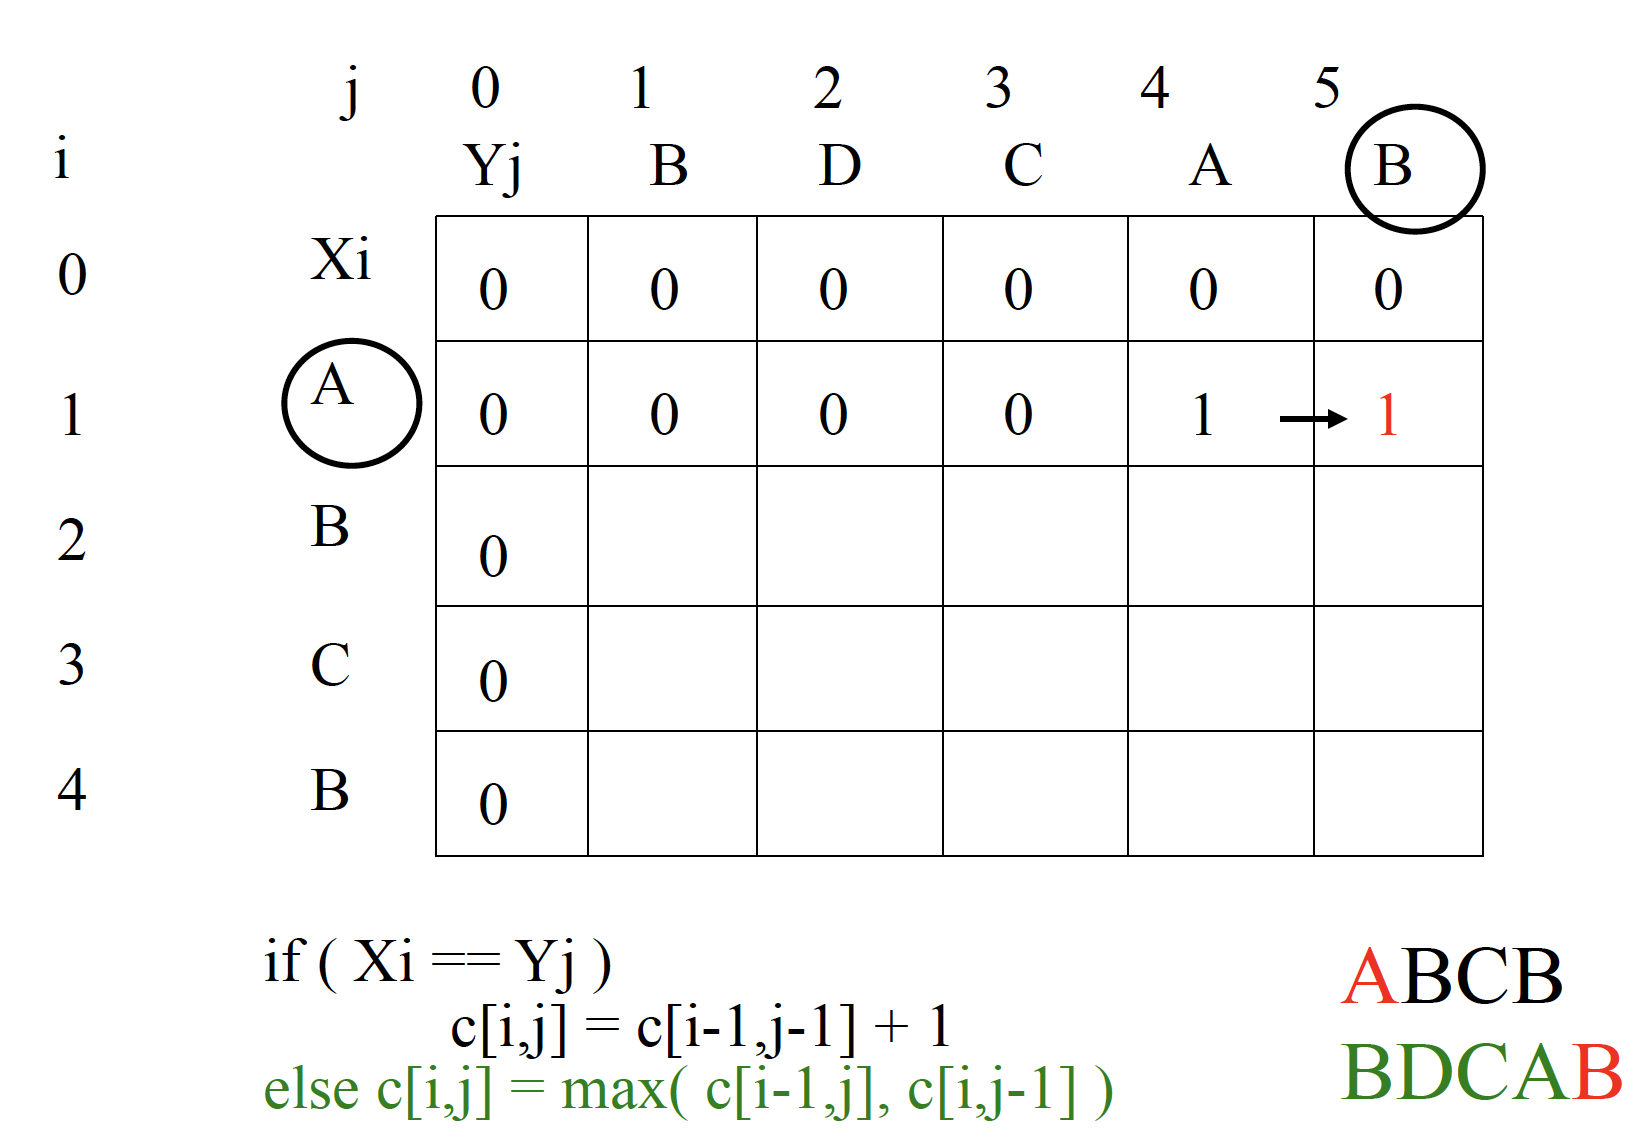 j 0 1 2 3 4 5
i Yj B D C A B
0 Xi 0 0 0 0 0 0
1 A 0 0 0 0 1 1
2 B 0
3 C 0
4 B 0
if ( Xi == Yj )
c[i,j] = c[i-1,j-1] + 1
else c[i,j] = max( c[i-1,j], c[i,j-1] )
ABCB
BDCAB